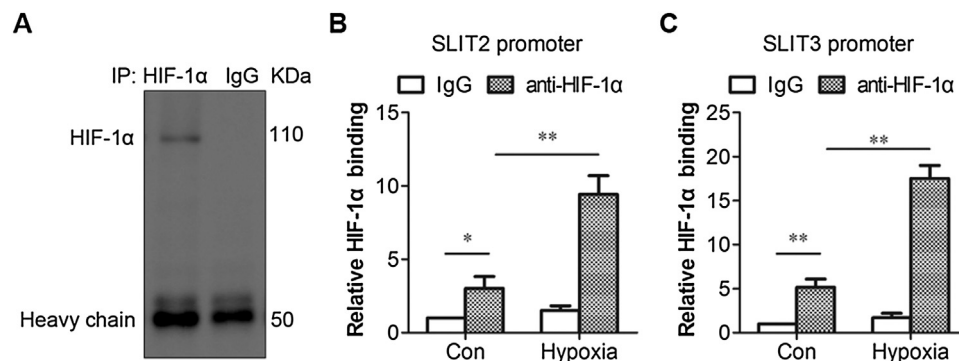 A
IP: HIF-1α IgG KDa
HIF-1α
110
Heavy chain
50
B
SLIT2 promoter
IgG anti-HIF-1α
Relative HIF-1α binding
15
10
5
0
**
*
Con Hypoxia
C
SLIT3 promoter
IgG anti-HIF-1α
Relative HIF-1α binding
25
20
15
10
5
0
**
**
Con Hypoxia